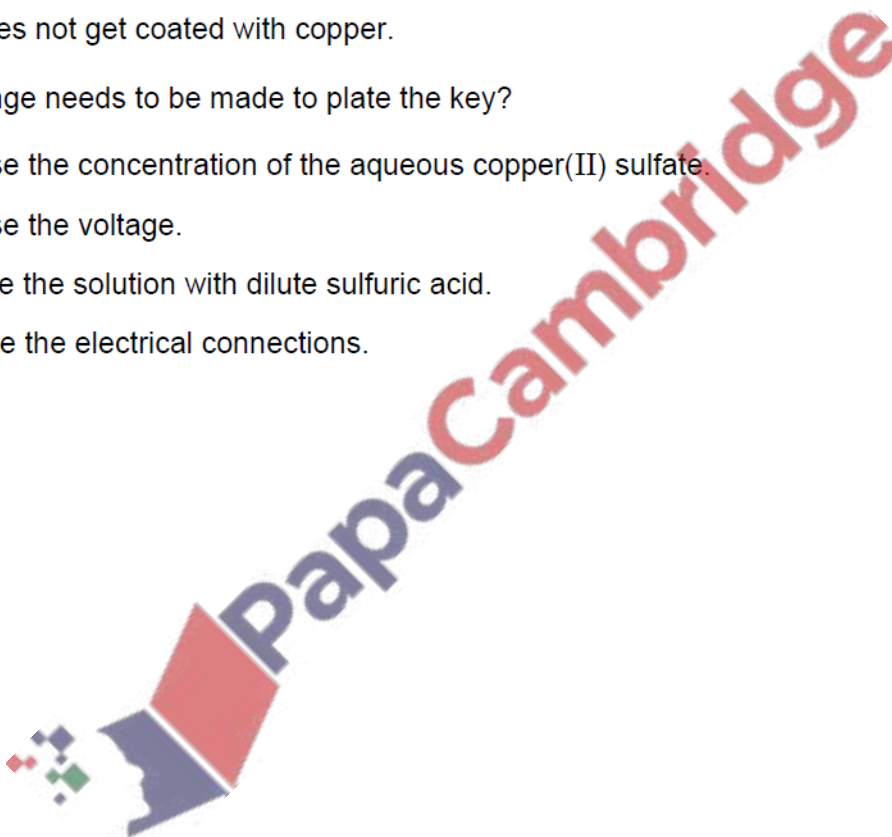 es not get coated with copper.
nge needs to be made to plate the key?
se the concentration of the aqueous copper(II) sulfate.
se the voltage.
e the solution with dilute sulfuric acid.
e the electrical connections.
PapaCambridge